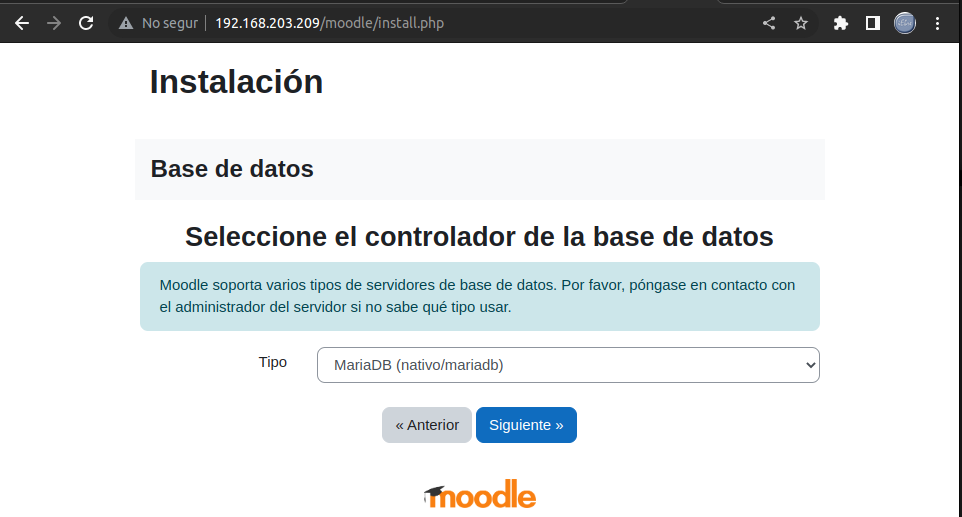 No segur
192.168.203.209/moodle/install.php
Instalación
Base de datos
Seleccione el controlador de la base de datos
Moodle soporta varios tipos de servidores de base de datos. Por favor, póngase en contacto con
el administrador del servidor si no sabe qué tipo usar.
Tipo
MariaDB (nativo/mariadb)
« Anterior
Siguiente »
moodle